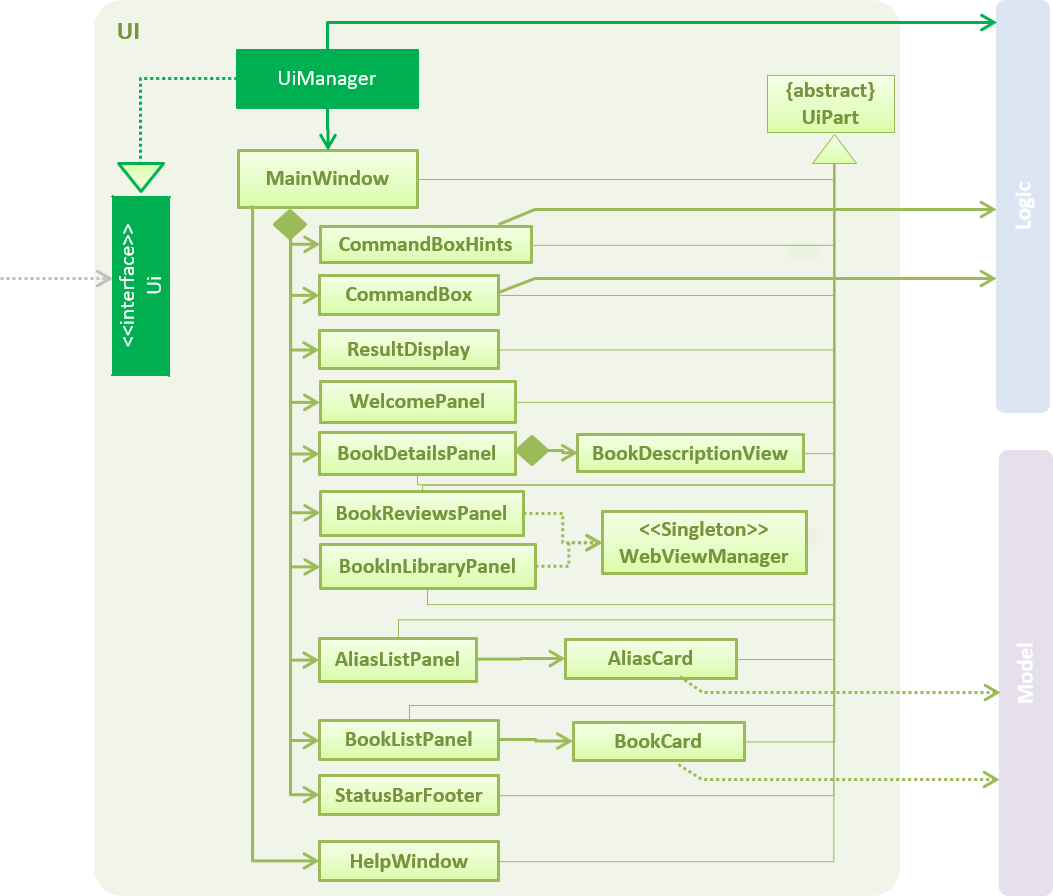 UI
UiManager
{abstract}
UiPart
MainWindow
Logic
<<interface>>
Ui
CommandBoxHints
CommandBox
ResultDisplay
WelcomePanel
BookDetailsPanel
BookDescriptionView
BookReviewsPanel
<<Singleton>>
WebViewManager
BookInLibraryPanel
AliasListPanel
AliasCard
Model
BookListPanel
BookCard
StatusBarFooter
HelpWindow